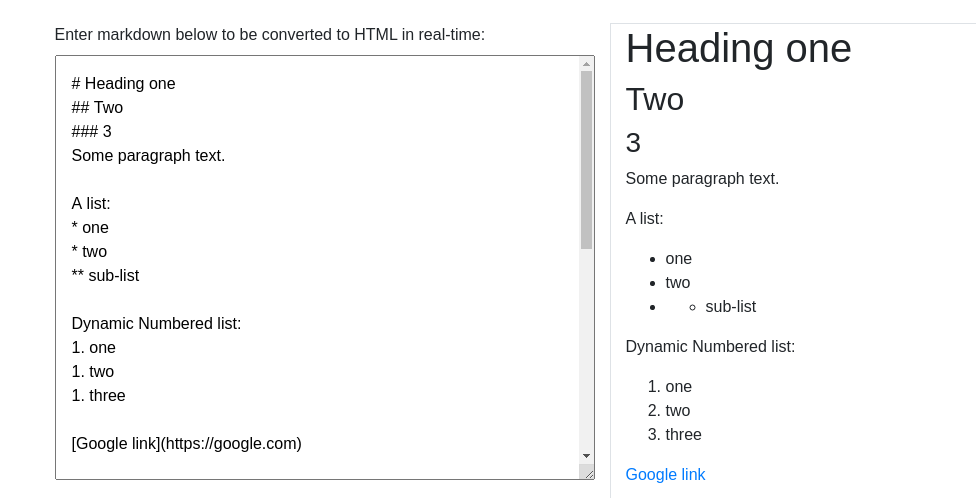 Enter markdown below to be converted to HTML in real-time:
# Heading one
## Two
### 3
Some paragraph text.
A list:
* one
* two
** sub-list
Dynamic Numbered list:
1. one
1. two
1. three
[Google link](https://google.com)
Heading one
Two
3
Some paragraph text.
A list:
• one
• two
• ◦ sub-list
Dynamic Numbered list:
1. one
2. two
3. three
Google link